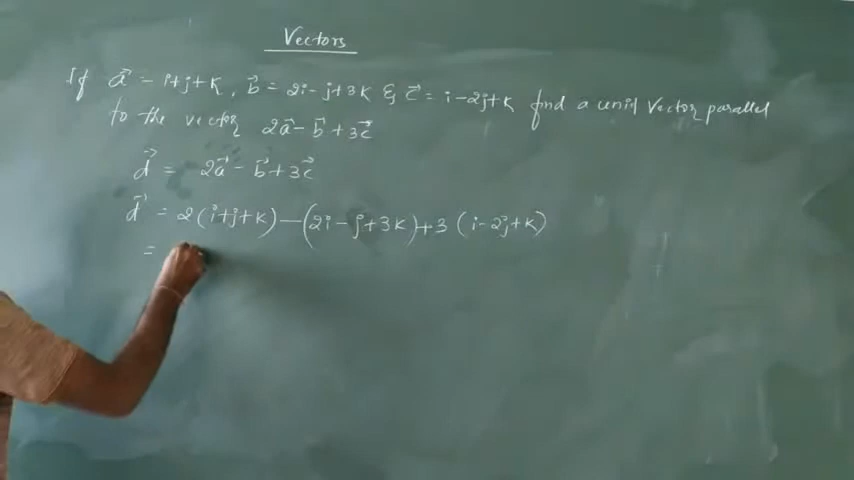 Vectors
If a⃗ = i+j+k, b⃗ = 2i-j+3k & c⃗ = i-2j+k find a unit vector parallel
to the vector 2a⃗ - b⃗ + 3c⃗
d⃗ = 2a⃗ - b⃗ + 3c⃗
d⃗ = 2(i+j+k) - (2i-j+3k) + 3(i-2j+k)
=